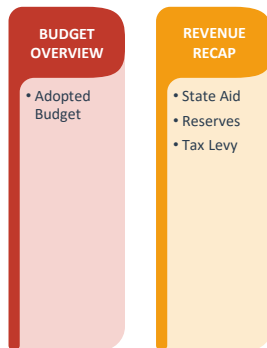 BUDGET
OVERVIEW
• Adopted
Budget
REVENUE
RECAP
• State Aid
• Reserves
• Tax Levy